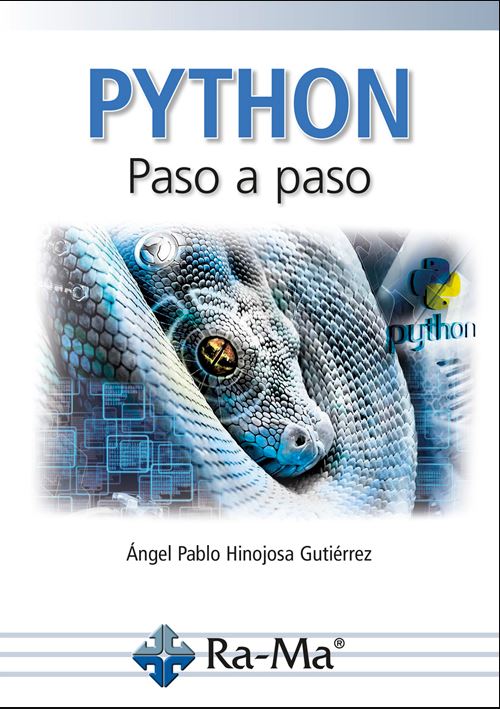 PYTHON
Paso a paso
python
Ángel Pablo Hinojosa Gutiérrez
Ra-Ma®